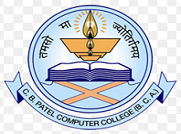 तमसो मा ज्योतिर्गमय
C. B. PATEL COMPUTER COLLEGE (B. C. A.)